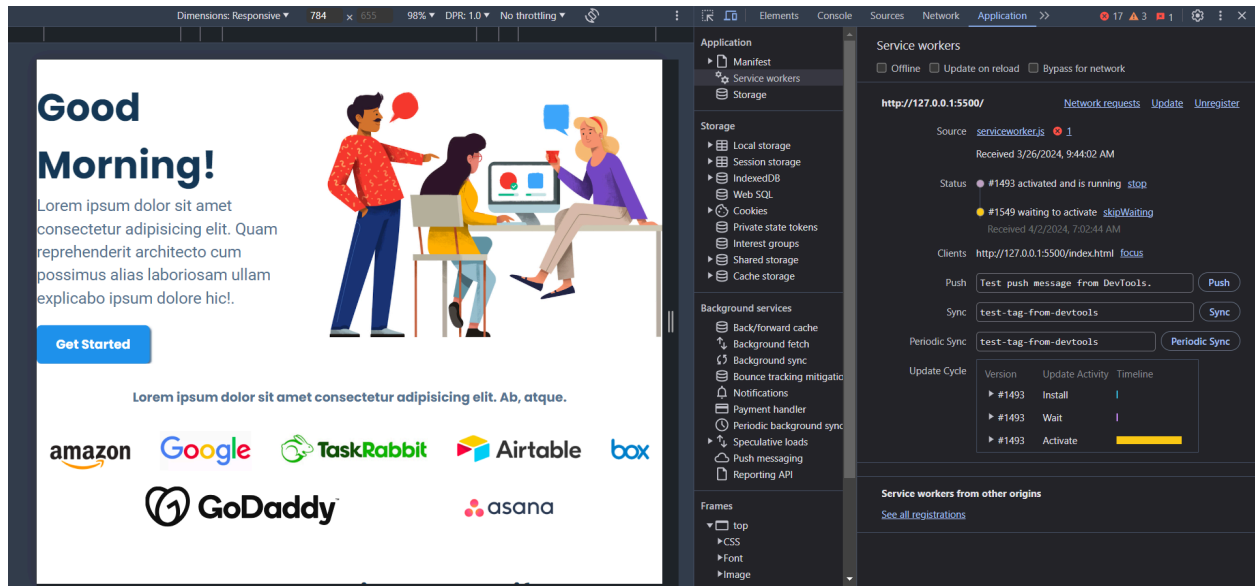 Dimensions: Responsive ▼ 784 × 655 98% ▼ DPR: 1.0 ▼ No throttling ▼
Elements Console Sources Network Application 17 3 1
Good
Morning!
Lorem ipsum dolor sit amet
consectetur adipisicing elit. Quam
reprehenderit architecto cum
possimus alias laboriosam ullam
explicabo ipsum dolore hic!.
Get Started
Lorem ipsum dolor sit amet consectetur adipisicing elit. Ab, atque.
amazon Google TaskRabbit Airtable box
GoDaddy asana
Application
Manifest
Service workers
Storage
Storage
Local storage
Session storage
IndexedDB
Web SQL
Cookies
Private state tokens
Interest groups
Shared storage
Cache storage
Background services
Back/forward cache
Background fetch
Background sync
Bounce tracking mitigatio
Notifications
Payment handler
Periodic background sync
Speculative loads
Push messaging
Reporting API
Frames
top
CSS
Font
Image
Service workers
Offline Update on reload Bypass for network
http://127.0.0.1:5500/ Network requests Update Unregister
Source serviceworker.js 1
Received 3/26/2024, 9:44:02 AM
Status #1493 activated and is running stop
#1549 waiting to activate skipWaiting
Received 4/2/2024, 7:02:44 AM
Clients http://127.0.0.1:5500/index.html focus
Push Test push message from DevTools. Push
Sync test-tag-from-devtools Sync
Periodic Sync test-tag-from-devtools Periodic Sync
Update Cycle Version Update Activity Timeline
#1493 Install
#1493 Wait
#1493 Activate
Service workers from other origins
See all registrations